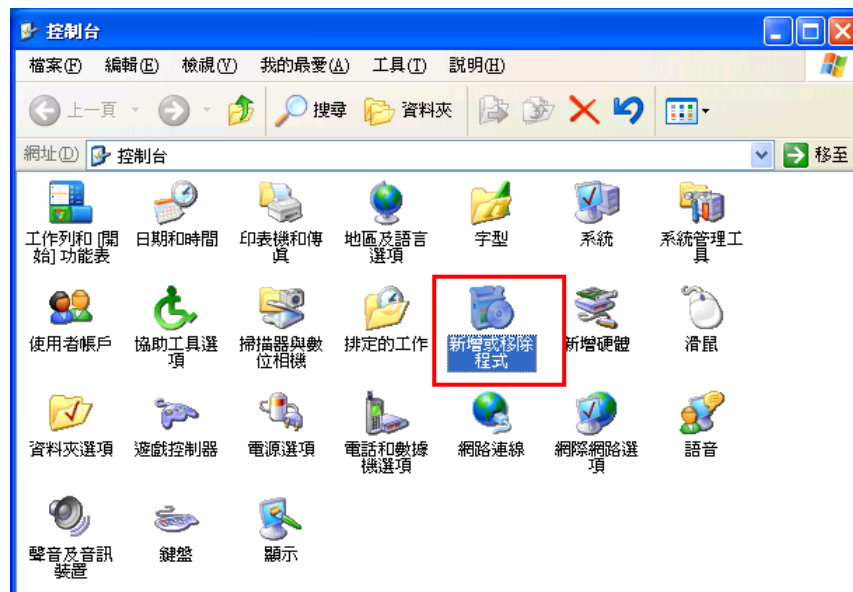 控制台
檔案(F) 編輯(E) 檢視(V) 我的最愛(A) 工具(T) 說明(H)
上一頁 搜尋 資料夾
網址(D) 控制台 移至
工作列和 [開始] 功能表
日期和時間
印表機和傳真
地區及語言選項
字型
系統
系統管理工具
使用者帳戶
協助工具選項
掃描器與數位相機
排定的工作
新增或移除程式
新增硬體
滑鼠
資料夾選項
遊戲控制器
電源選項
電話和數據機選項
網路連線
網際網路選項
語音
聲音及音訊裝置
鍵盤
顯示